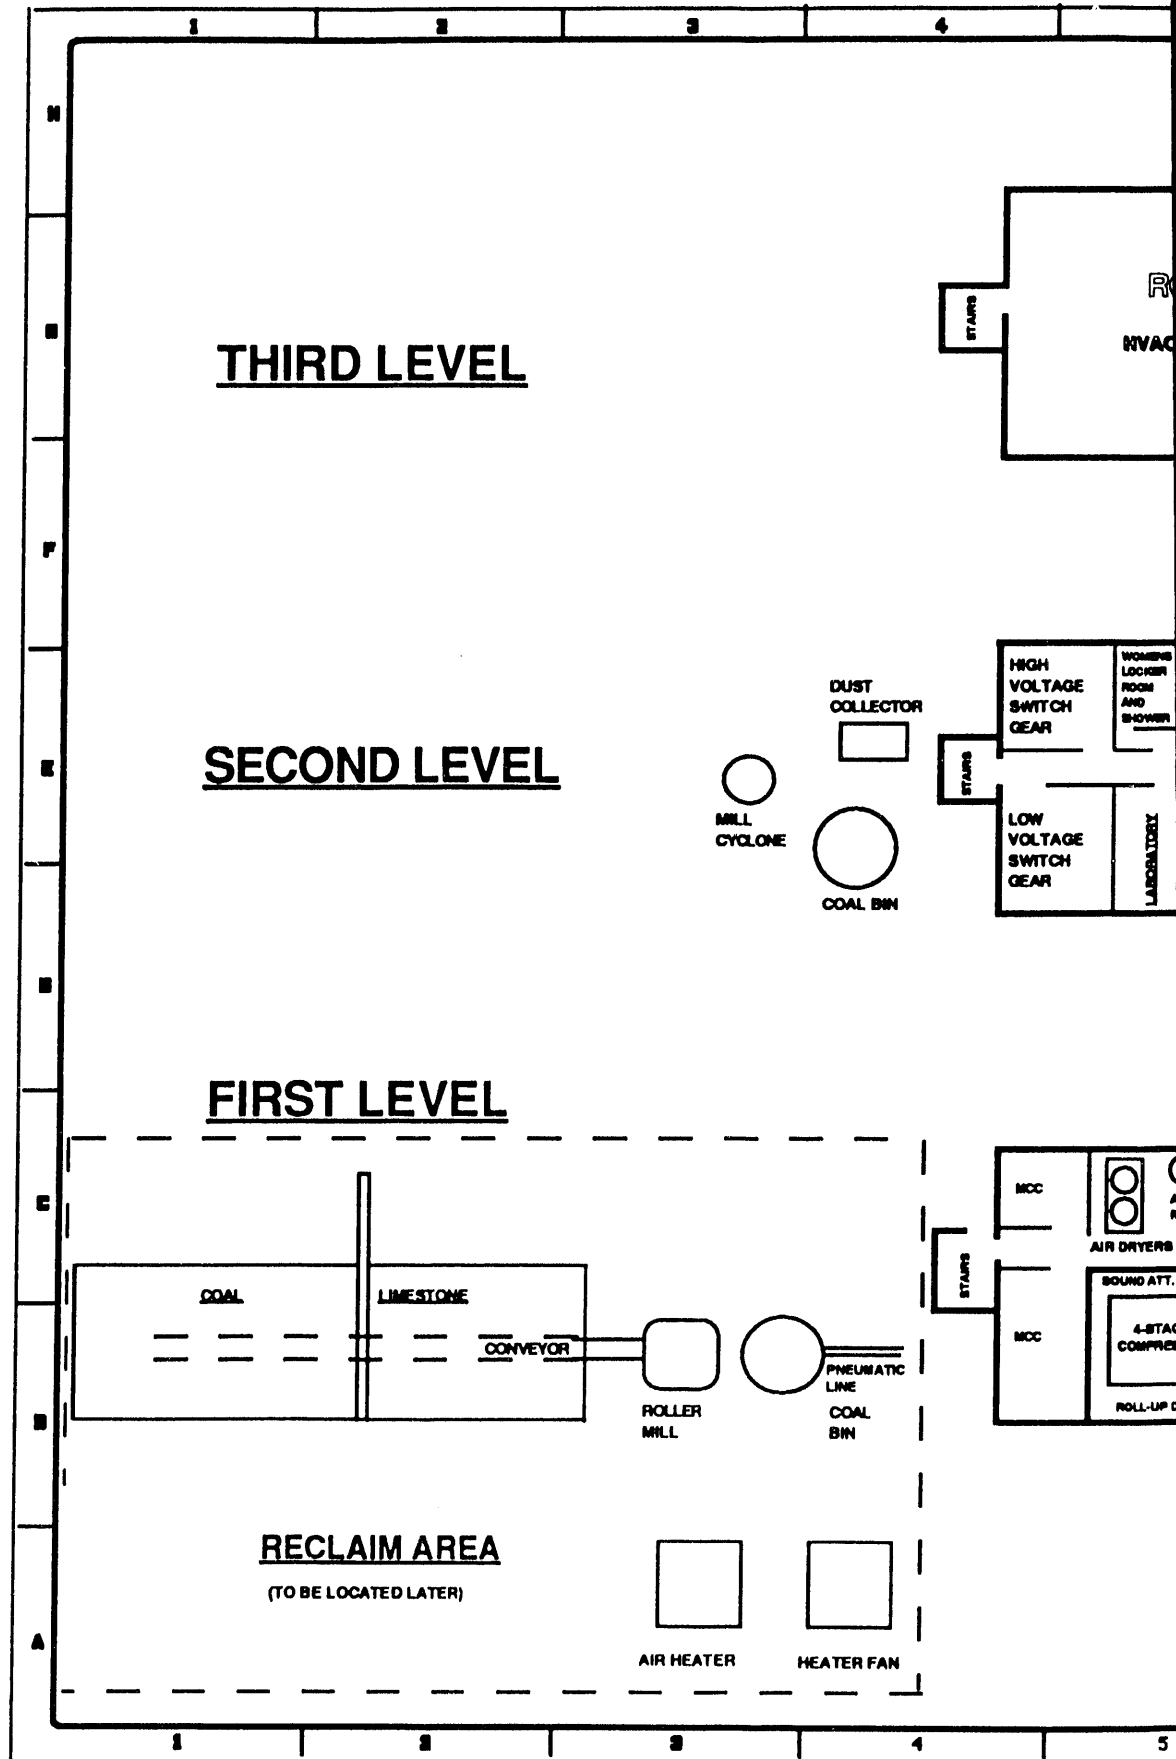 1 2 3 4
H
STAIRS
HVAC
THIRD LEVEL
F
HIGH
VOLTAGE
SWITCH
GEAR
WOMENS
LOCKER
ROOM
AND
SHOWER
DUST
COLLECTOR
STAIRS
SECOND LEVEL
E
MILL
CYCLONE
LOW
VOLTAGE
SWITCH
GEAR
LABORATORY
COAL BIN
FIRST LEVEL
C
MCC
AIR DRYERS
STAIRS
SOUND ATT.
COAL
LIMESTONE
CONVEYOR
MCC
PNEUMATIC
LINE
ROLLER
MILL
COAL
BIN
ROLL-UP
B
RECLAIM AREA
(TO BE LOCATED LATER)
A
AIR HEATER
HEATER FAN
1 2 3 4 5